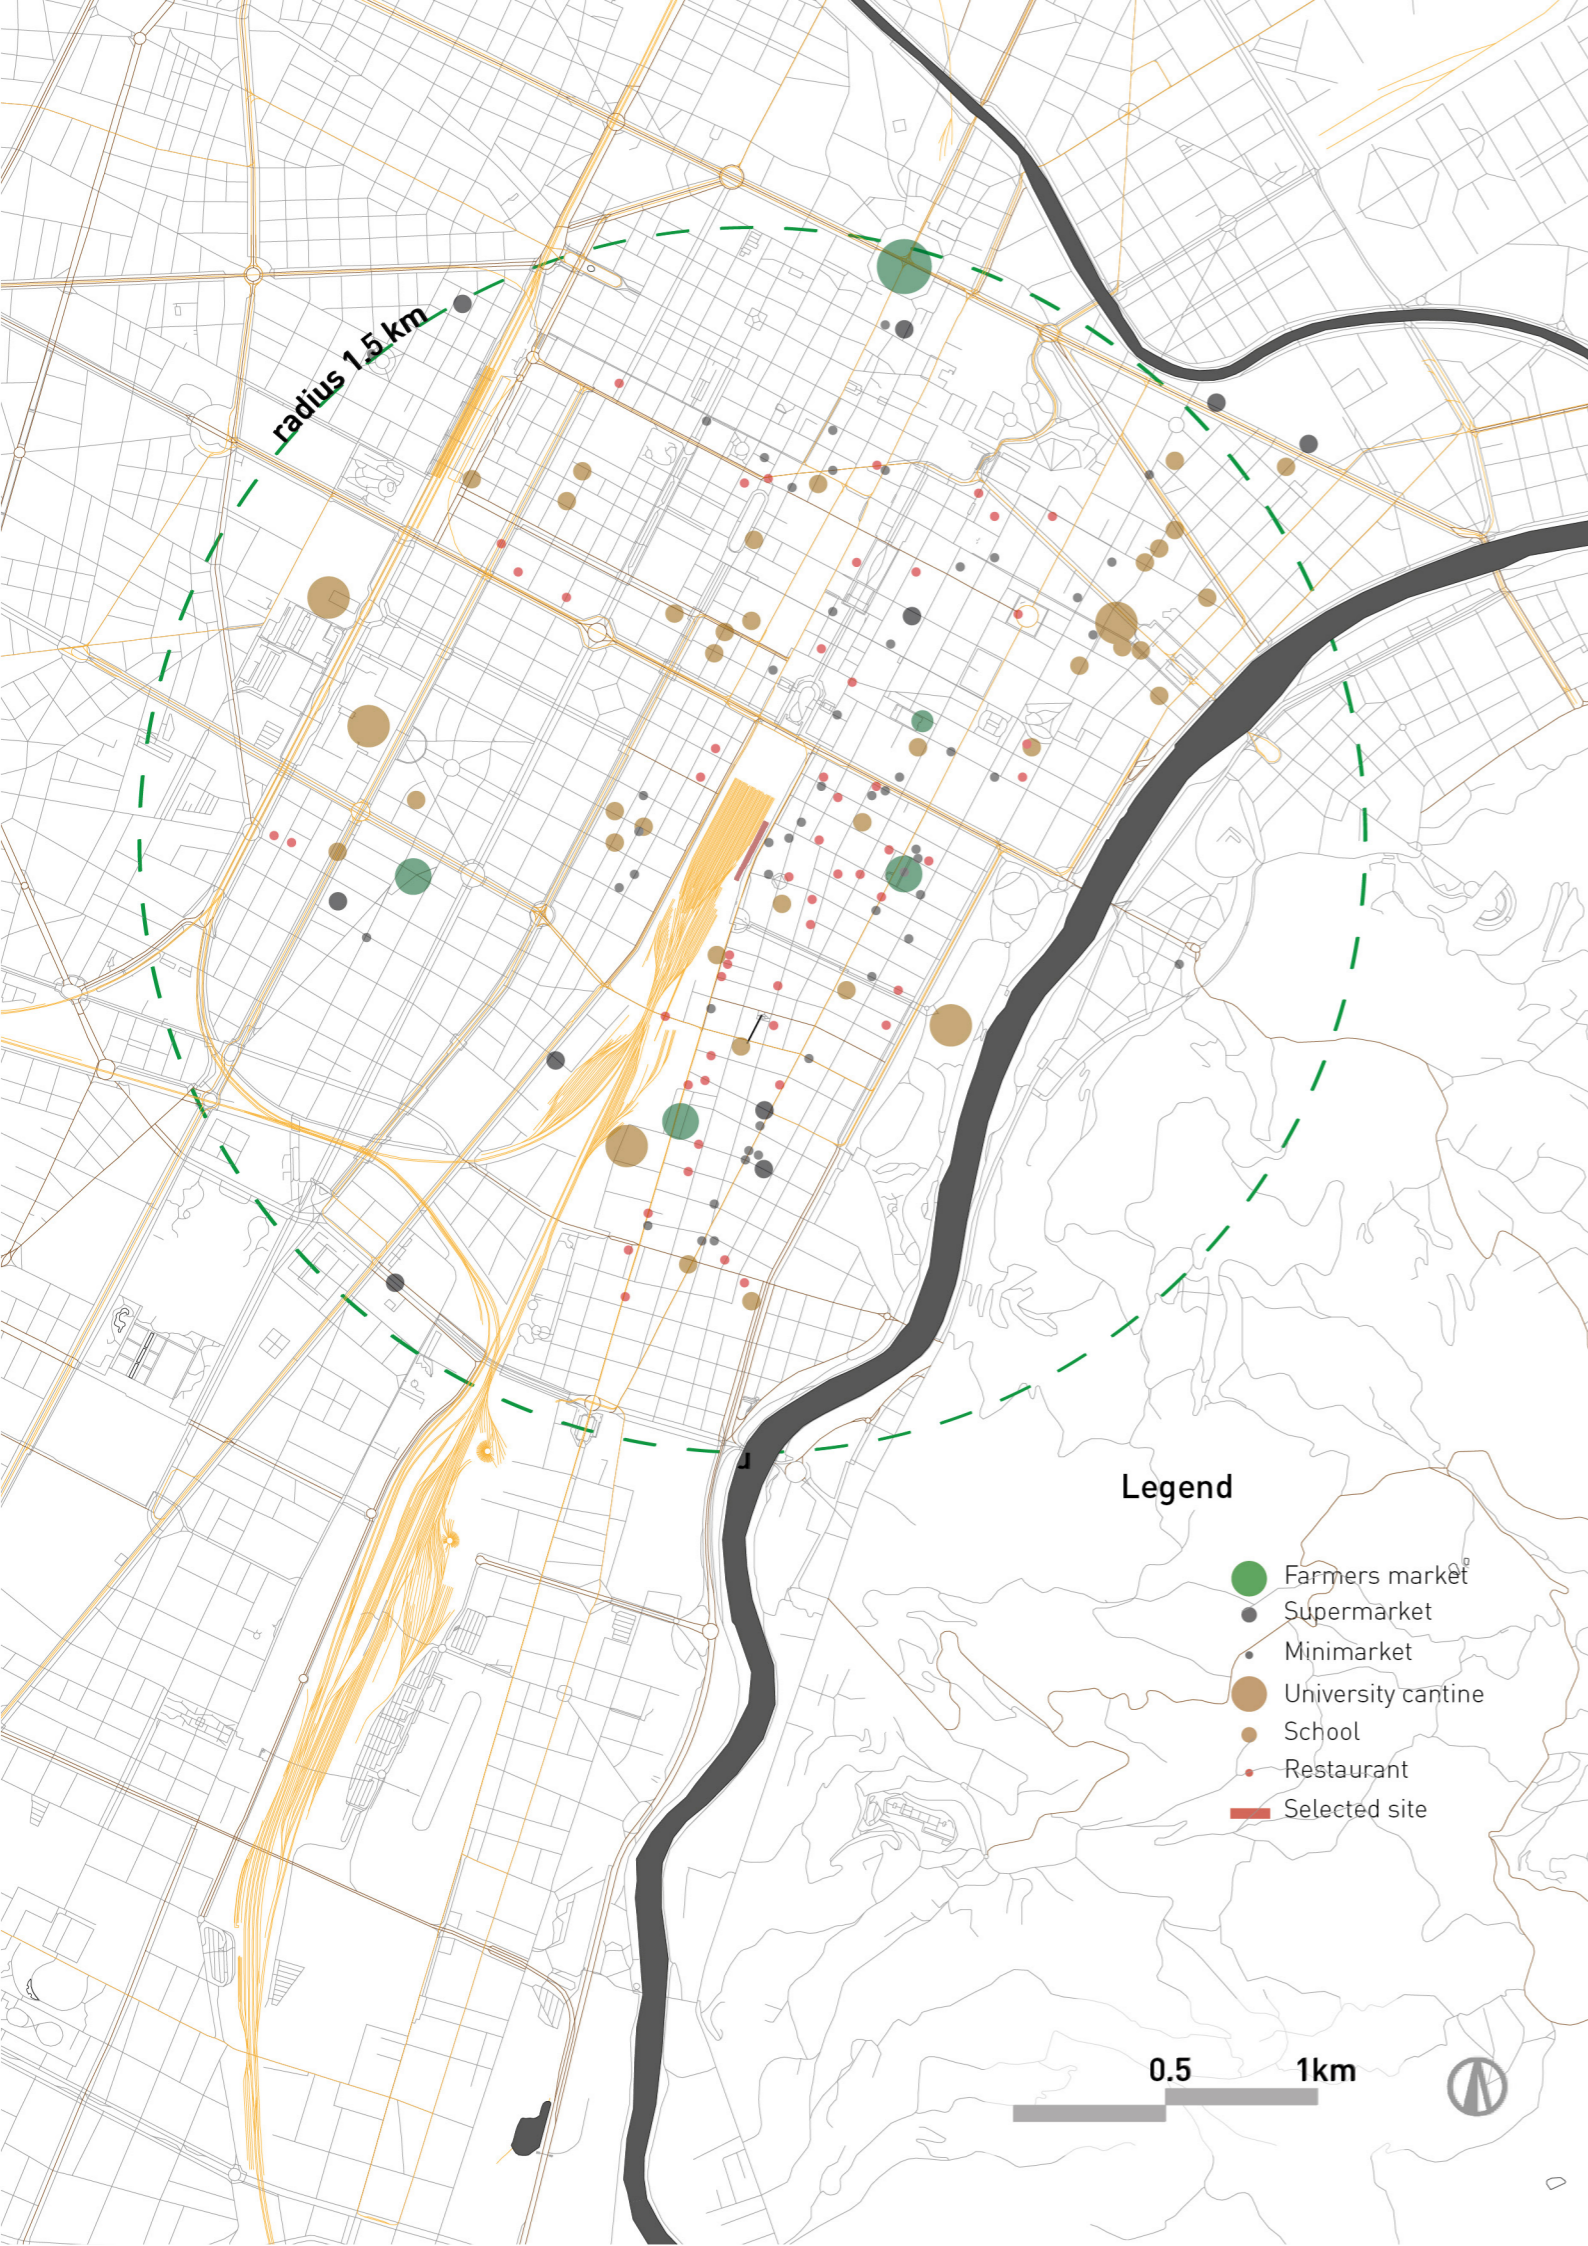 radius 1.5 km
Legend
Farmers market
Supermarket
Minimarket
University cantine
School
Restaurant
Selected site
0.5 1km